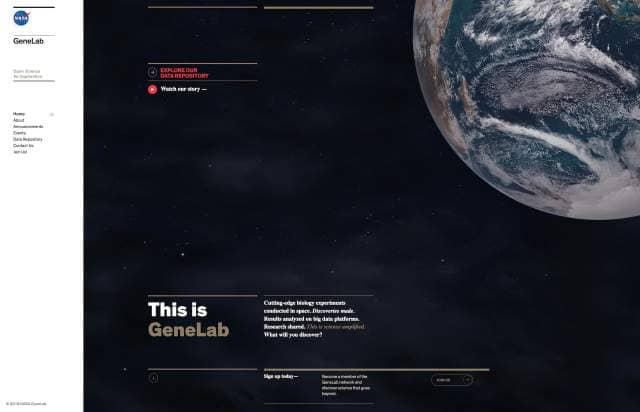 NASA
GeneLab
Open Science
for Exploration
Home
About
Announcements
Events
Data Repository
Contact Us
Join List
© 2016 NASA GeneLab
EXPLORE OUR
DATA REPOSITORY
Watch our story —
This is
GeneLab
Cutting-edge biology experiments
conducted in space. Discoveries made.
Results analyzed on big data platforms.
Research shared. This is science amplified.
What will you discover?
Sign up today—
Become a member of the
GeneLab network and
discover science that goes
beyond.
JOIN US